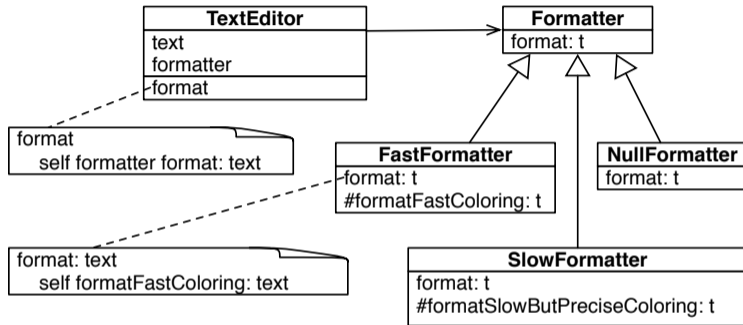 TextEditor
text
formatter
format
Formatter
format: t
format
self formatter format: text
FastFormatter
format: t
#formatFastColoring: t
NullFormatter
format: t
format: text
self formatFastColoring: text
SlowFormatter
format: t
#formatSlowButPreciseColoring: t